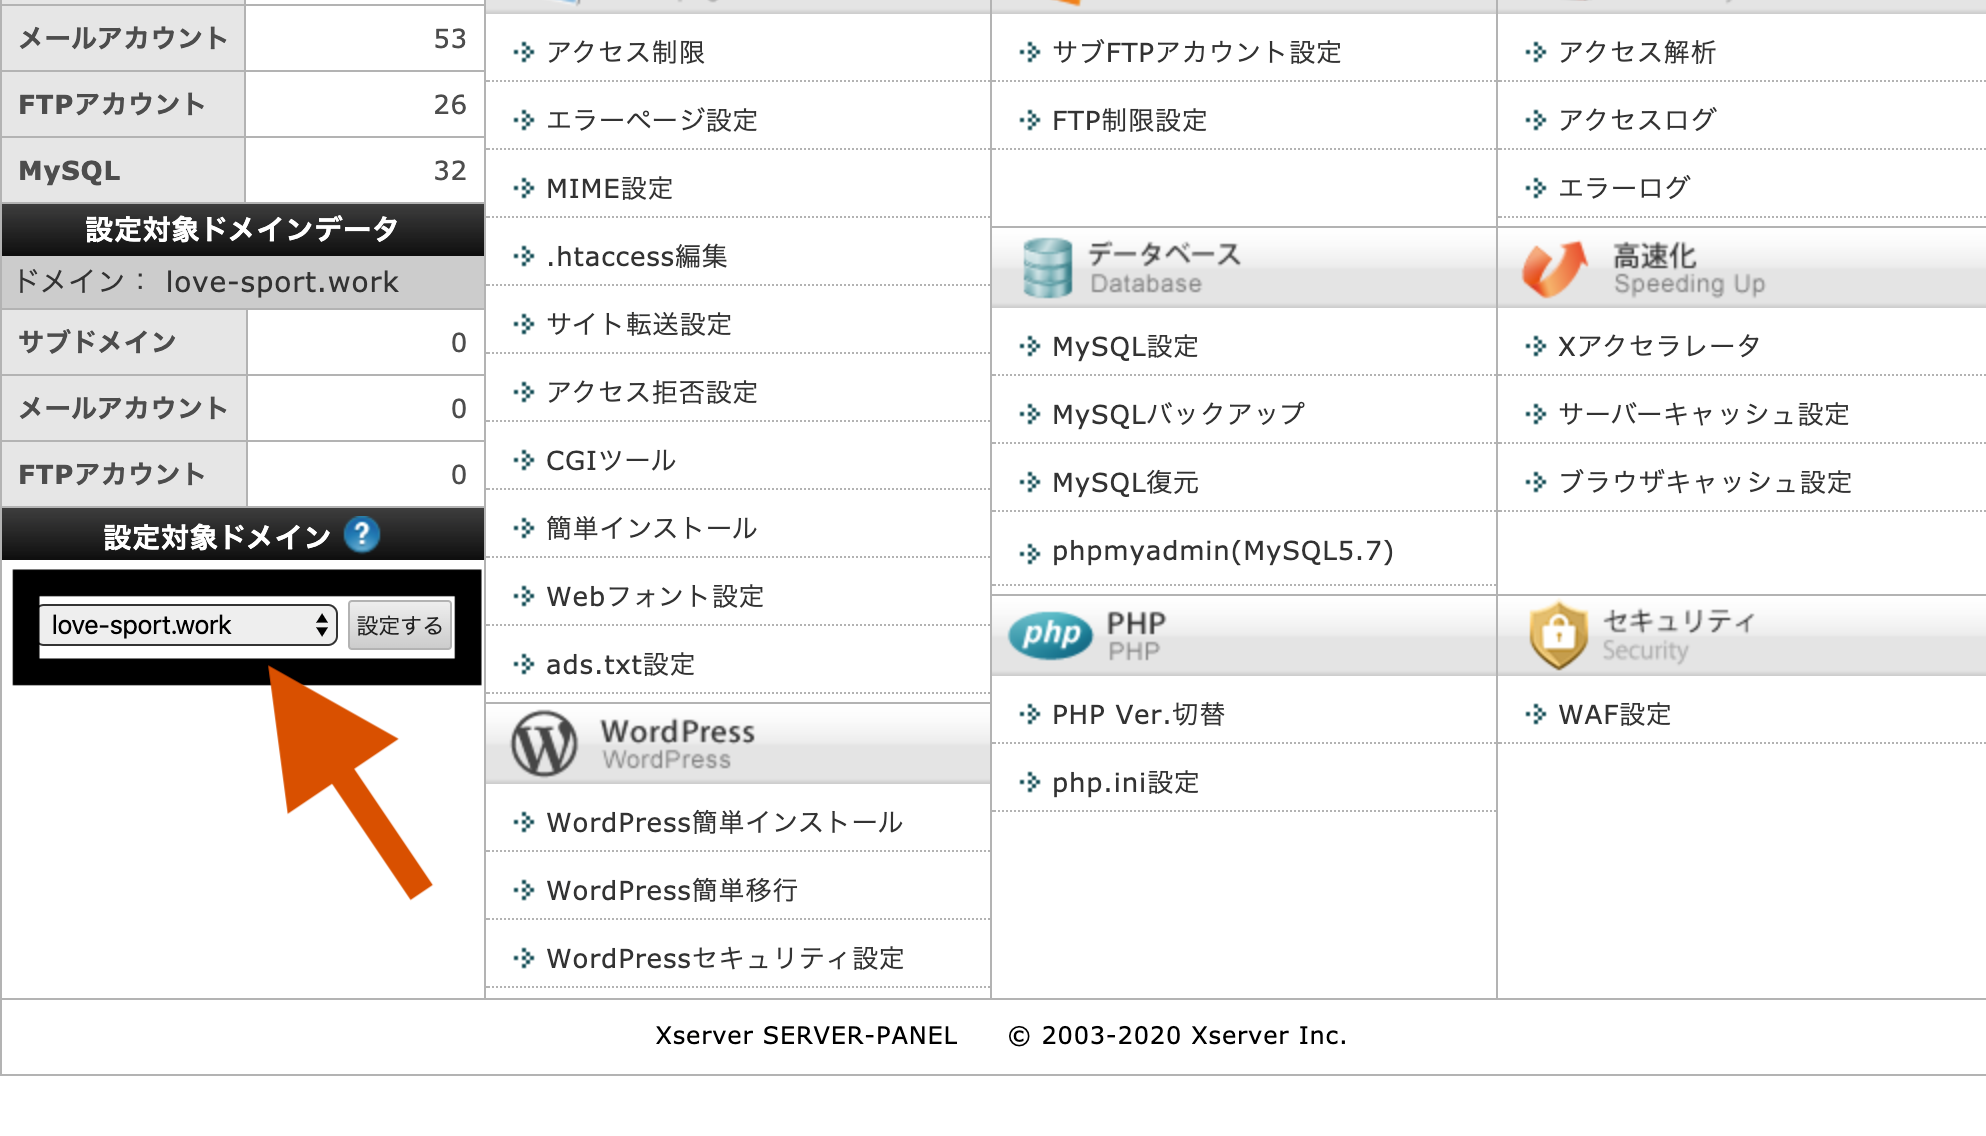 メールアカウント 53
FTPアカウント 26
MySQL 32
設定対象ドメインデータ
ドメイン： love-sport.work
サブドメイン 0
メールアカウント 0
FTPアカウント 0
設定対象ドメイン ?
love-sport.work 設定する
アクセス制限
エラーページ設定
MIME設定
.htaccess編集
サイト転送設定
アクセス拒否設定
CGIツール
簡単インストール
Webフォント設定
ads.txt設定
WordPress
WordPress
WordPress簡単インストール
WordPress簡単移行
WordPressセキュリティ設定
サブFTPアカウント設定
FTP制限設定
データベース
Database
MySQL設定
MySQLバックアップ
MySQL復元
phpmyadmin(MySQL5.7)
php PHP
PHP
PHP Ver.切替
php.ini設定
アクセス解析
アクセスログ
エラーログ
高速化
Speeding Up
Xアクセラレータ
サーバーキャッシュ設定
ブラウザキャッシュ設定
セキュリティ
Security
WAF設定
Xserver SERVER-PANEL © 2003-2020 Xserver Inc.